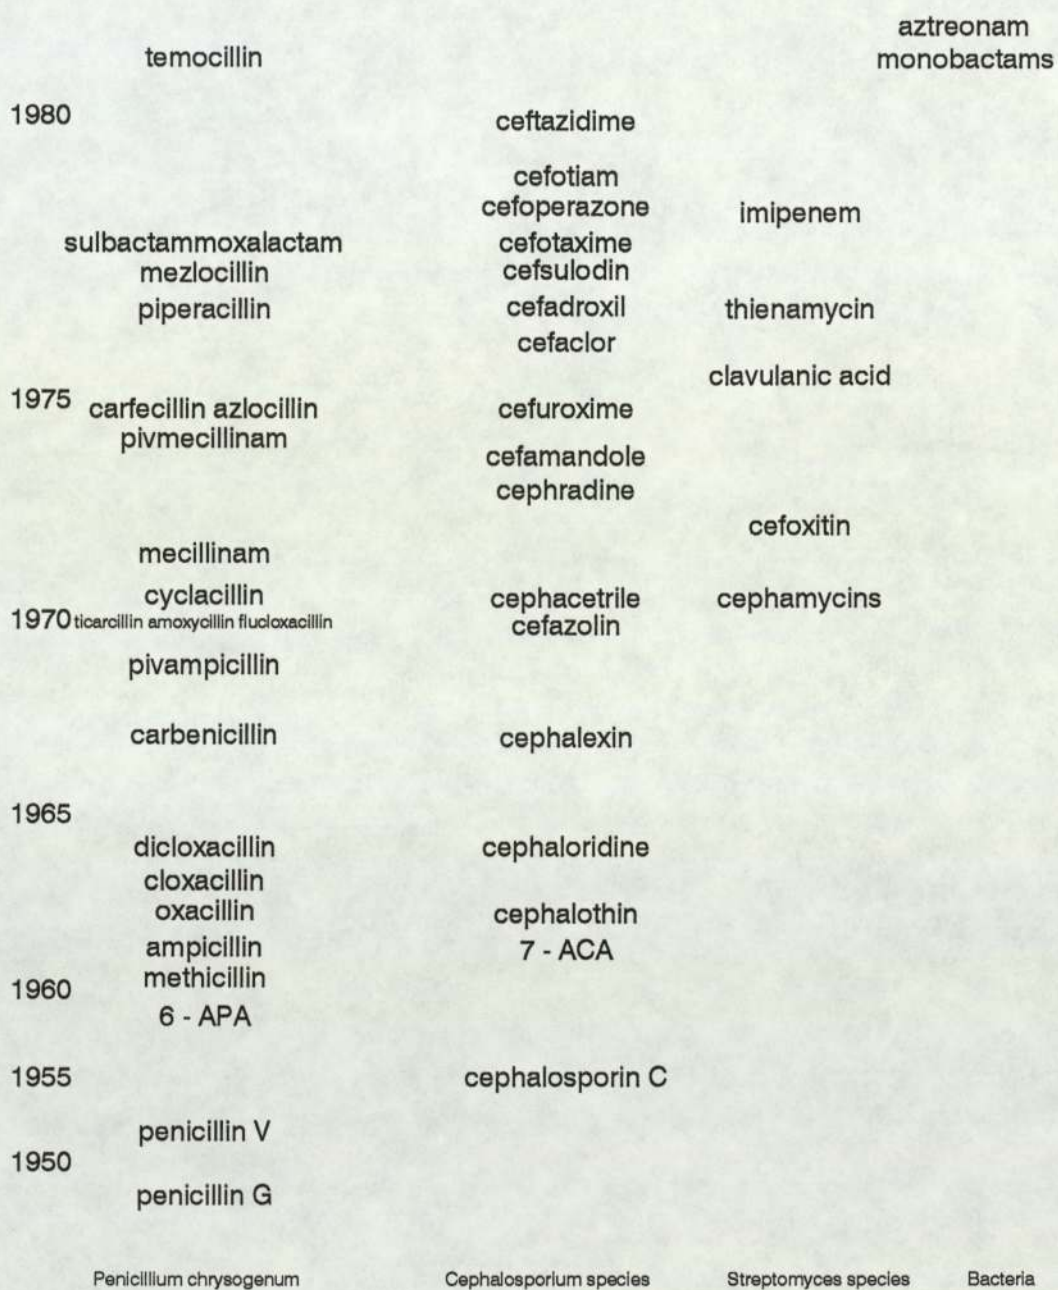 aztreonam
temocillin monobactams
1980 ceftazidime
cefotiam
cefoperazone imipenem
sulbactammoxalactam cefotaxime
mezlocillin cefsulodin
piperacillin cefadroxil thienamycin
cefaclor
clavulanic acid
1975 carfecillin azlocillin cefuroxime
pivmecillinam
cefamandole
cephradine
cefoxitin
mecillinam
cyclacillin cephacetrile cephamycins
1970 ticarcillin amoxycillin flucloxacillin cefazolin
pivampicillin
carbenicillin cephalexin
1965
dicloxacillin cephaloridine
cloxacillin
oxacillin cephalothin
ampicillin 7 - ACA
methicillin
1960
6 - APA
1955 cephalosporin C
penicillin V
1950
penicillin G
Penicillium chrysogenum Cephalosporium species Streptomyces species Bacteria